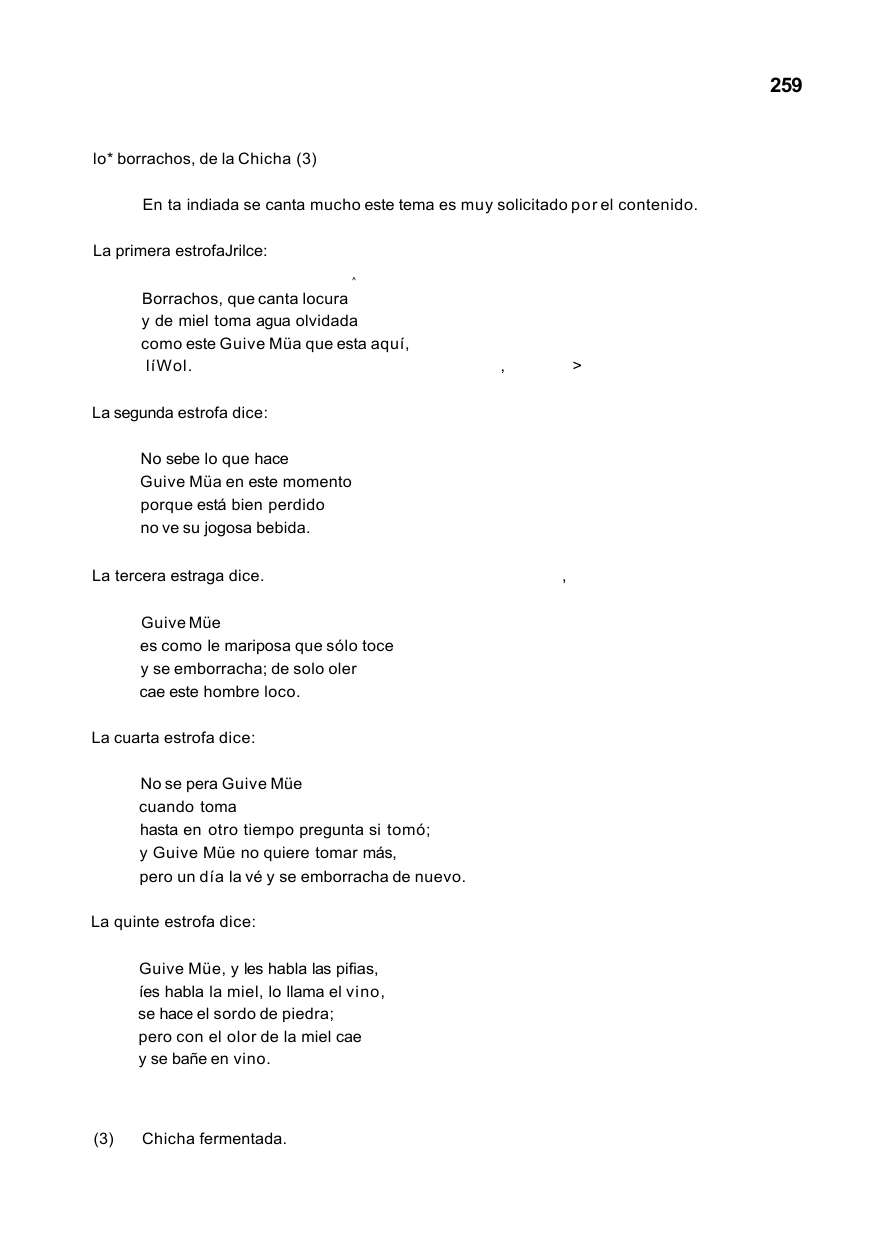 259
lo* borrachos, de la Chicha (3)
En ta indiada se canta mucho este tema es muy solicitado por el contenido.
La primera estrofaJrilce:
^
Borrachos, que canta locura
y de miel toma agua olvidada
como este Guive Müa que esta aquí,
líWol. , >
La segunda estrofa dice:
No sebe lo que hace
Guive Müa en este momento
porque está bien perdido
no ve su jogosa bebida.
La tercera estraga dice. ,
Guive Müe
es como le mariposa que sólo toce
y se emborracha; de solo oler
cae este hombre loco.
La cuarta estrofa dice:
No se pera Guive Müe
cuando toma
hasta en otro tiempo pregunta si tomó;
y Guive Müe no quiere tomar más,
pero un día la vé y se emborracha de nuevo.
La quinte estrofa dice:
Guive Müe, y les habla las pifias,
íes habla la miel, lo llama el vino,
se hace el sordo de piedra;
pero con el olor de la miel cae
y se bañe en vino.
(3) Chicha fermentada.